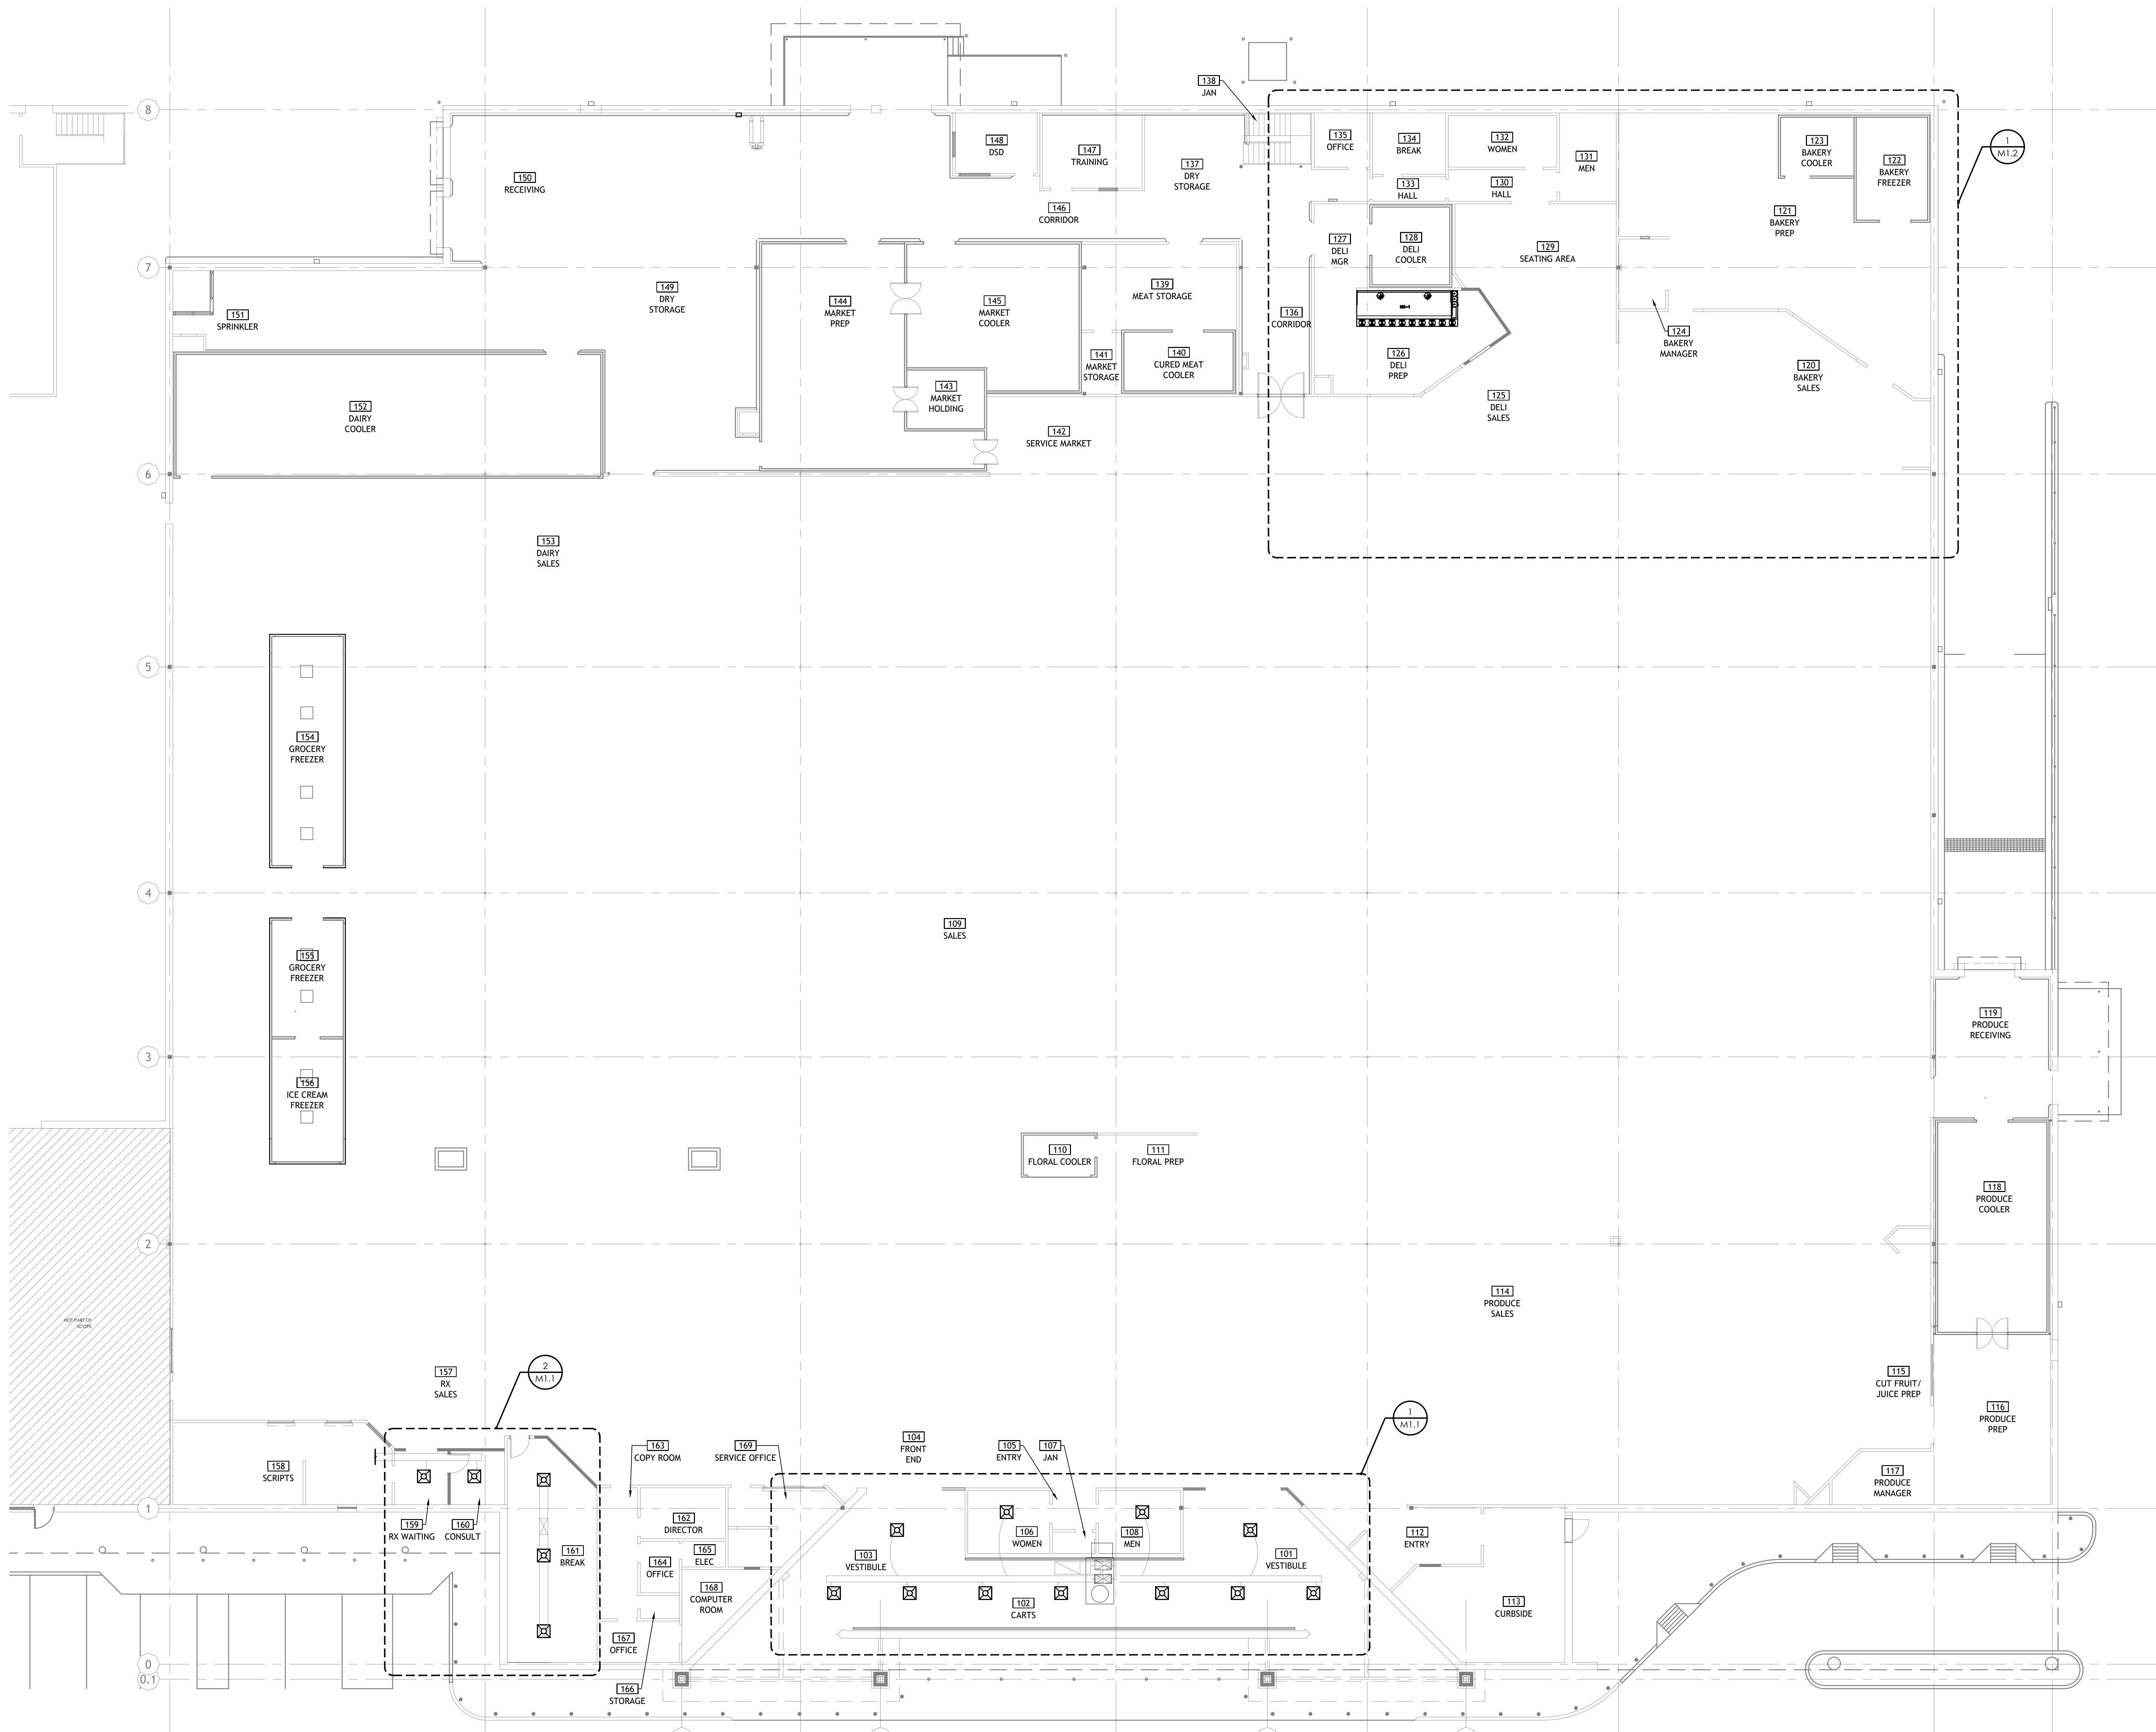 138
JAN
8
148
DSD
147
TRAINING
137
DRY
STORAGE
135
OFFICE
134
BREAK
132
WOMEN
131
MEN
123
BAKERY
COOLER
122
BAKERY
FREEZER
1
M1.2
150
RECEIVING
146
CORRIDOR
133
HALL
130
HALL
121
BAKERY
PREP
127
DELI
MGR
128
DELI
COOLER
129
SEATING AREA
7
151
SPRINKLER
149
DRY
STORAGE
144
MARKET
PREP
145
MARKET
COOLER
139
MEAT STORAGE
136
CORRIDOR
124
BAKERY
MANAGER
141
MARKET
STORAGE
140
CURED MEAT
COOLER
126
DELI
PREP
120
BAKERY
SALES
152
DAIRY
COOLER
143
MARKET
HOLDING
125
DELI
SALES
142
SERVICE MARKET
6
153
DAIRY
SALES
5
154
GROCERY
FREEZER
4
109
SALES
155
GROCERY
FREEZER
119
PRODUCE
RECEIVING
3
156
ICE CREAM
FREEZER
110
FLORAL COOLER
111
FLORAL PREP
118
PRODUCE
COOLER
2
114
PRODUCE
SALES
NOT PART OF
SCOPE
157
RX
SALES
2
M1.1
115
CUT FRUIT/
JUICE PREP
116
PRODUCE
PREP
1
M1.1
163
COPY ROOM
169
SERVICE OFFICE
104
FRONT
END
105
ENTRY
107
JAN
158
SCRIPTS
117
PRODUCE
MANAGER
1
159
RX WAITING
160
CONSULT
162
DIRECTOR
106
WOMEN
108
MEN
112
ENTRY
161
BREAK
165
ELEC
164
OFFICE
103
VESTIBULE
101
VESTIBULE
168
COMPUTER
ROOM
102
CARTS
113
CURBSIDE
167
OFFICE
0
0.1
166
STORAGE